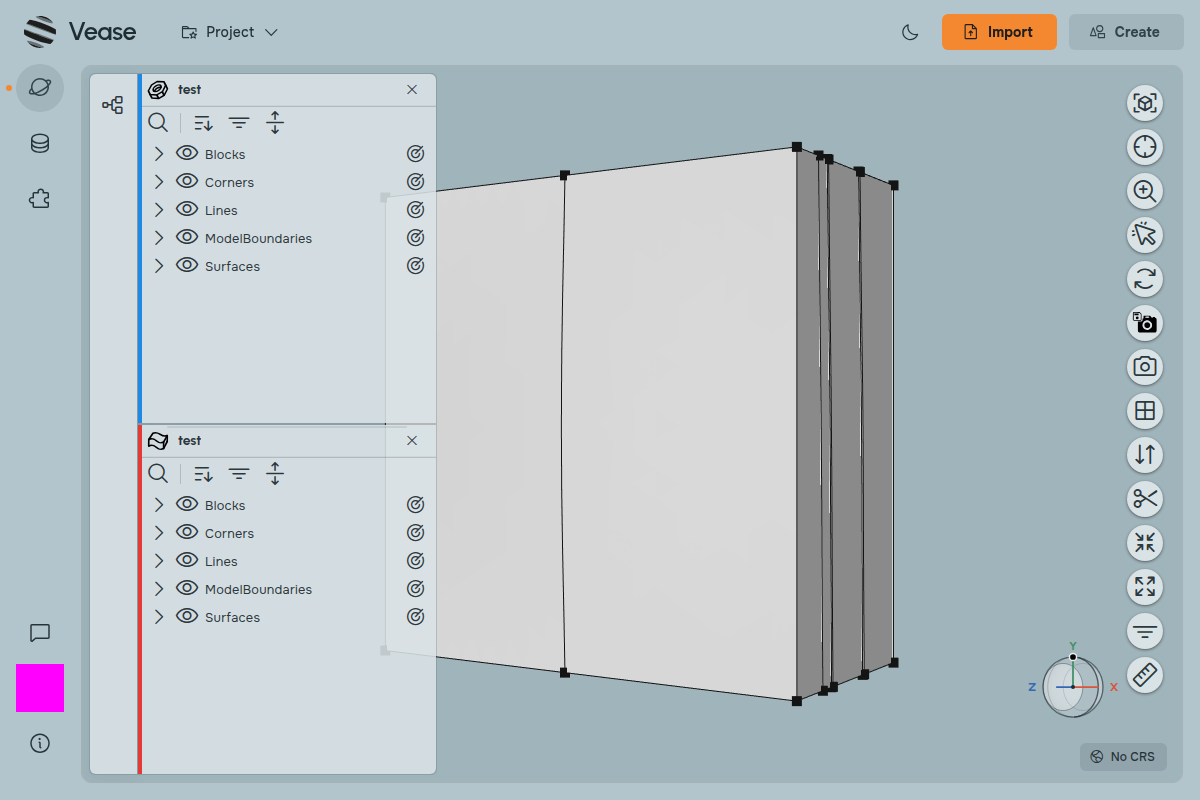 Vease
Project
Import
Create
test
Blocks
Corners
Lines
ModelBoundaries
Surfaces
test
Blocks
Corners
Lines
ModelBoundaries
Surfaces
Y
Z
X
No CRS